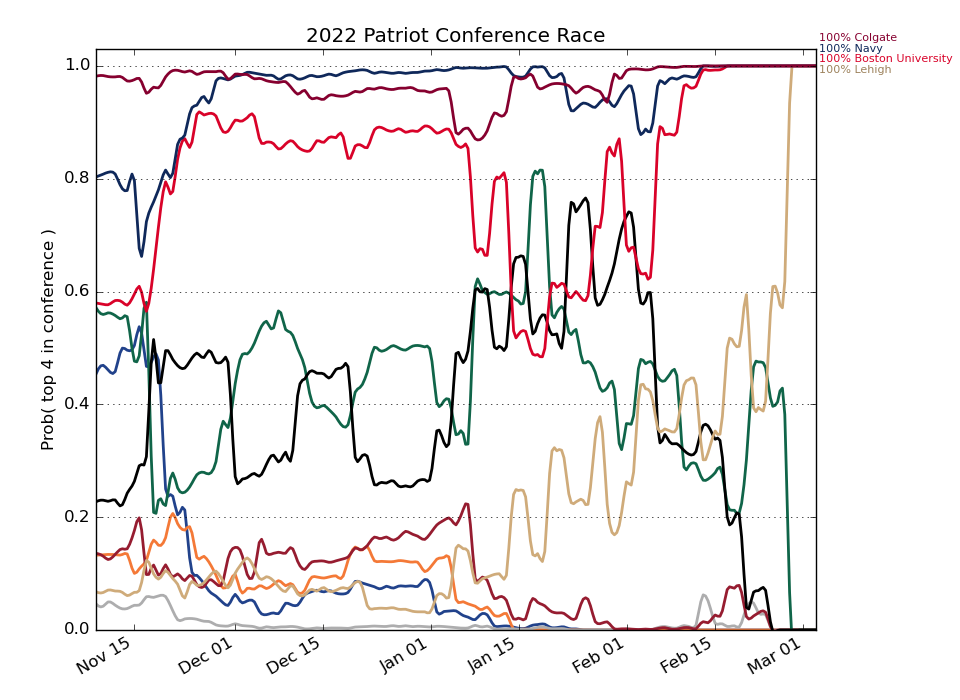 2022 Patriot Conference Race
100% Colgate
100% Navy
100% Boston University
100% Lehigh
Prob( top 4 in conference )
1.0
0.8
0.6
0.4
0.2
0.0
Nov 15
Dec 01
Dec 15
Jan 01
Jan 15
Feb 01
Feb 15
Mar 01